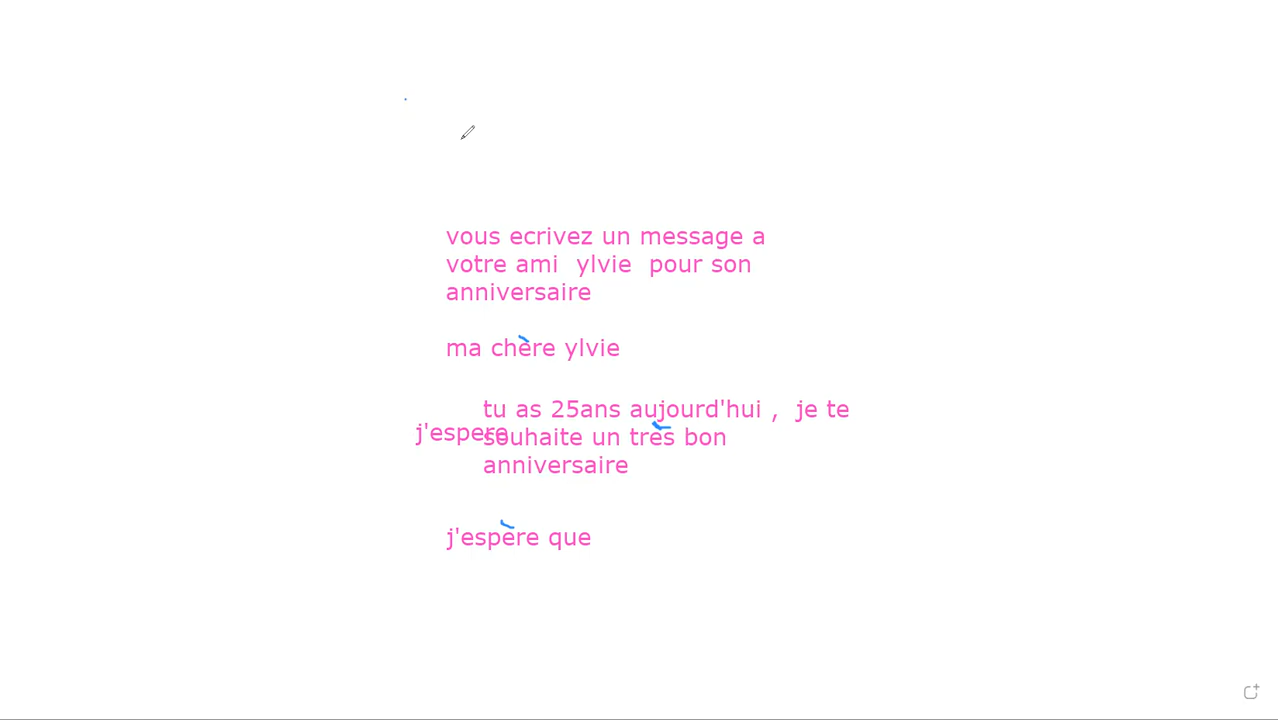 vous ecrivez un message a
votre ami ylvie pour son
anniversaire
ma chère ylvie
tu as 25ans aujourd'hui , je te
j'espere
souhaite un très bon
anniversaire
j'espère que